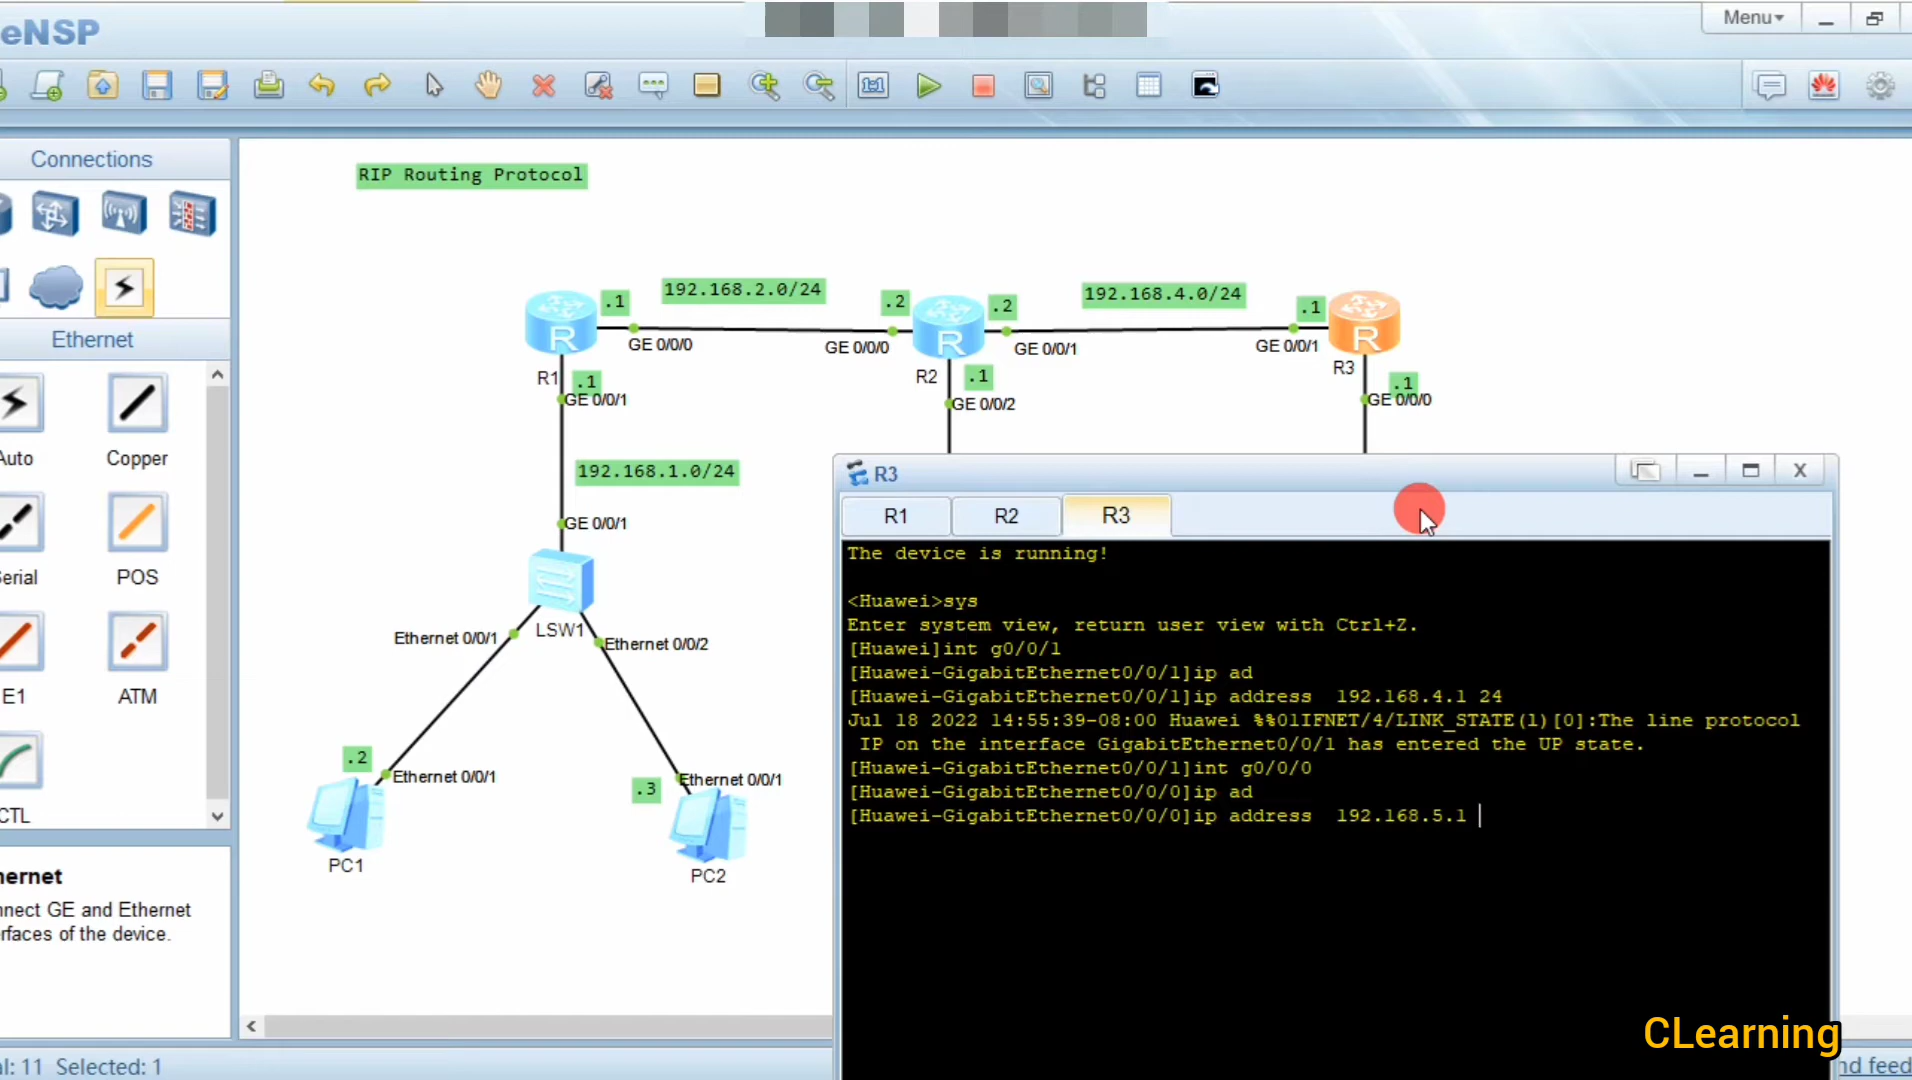 eNSP
Menu
Connections
RIP Routing Protocol
Ethernet
Auto
Copper
Serial
POS
E1
ATM
CTL
hernet
nnect GE and Ethernet
rfaces of the device.
192.168.2.0/24
192.168.4.0/24
.1
.2
.2
.1
GE 0/0/0
GE 0/0/0
GE 0/0/1
GE 0/0/1
R1
R2
R3
.1
.1
.1
GE 0/0/1
GE 0/0/2
GE 0/0/0
192.168.1.0/24
GE 0/0/1
LSW1
Ethernet 0/0/1
Ethernet 0/0/2
.2
Ethernet 0/0/1
.3
Ethernet 0/0/1
PC1
PC2
R3
X
R1
R2
R3
The device is running!
<Huawei>sys
Enter system view, return user view with Ctrl+Z.
[Huawei]int g0/0/1
[Huawei-GigabitEthernet0/0/1]ip ad
[Huawei-GigabitEthernet0/0/1]ip address  192.168.4.1 24
Jul 18 2022 14:55:39-08:00 Huawei %%01IFNET/4/LINK_STATE(l)[0]:The line protocol
IP on the interface GigabitEthernet0/0/1 has entered the UP state.
[Huawei-GigabitEthernet0/0/1]int g0/0/0
[Huawei-GigabitEthernet0/0/0]ip ad
[Huawei-GigabitEthernet0/0/0]ip address  192.168.5.1
CLearning
al: 11 Selected: 1
nd feed